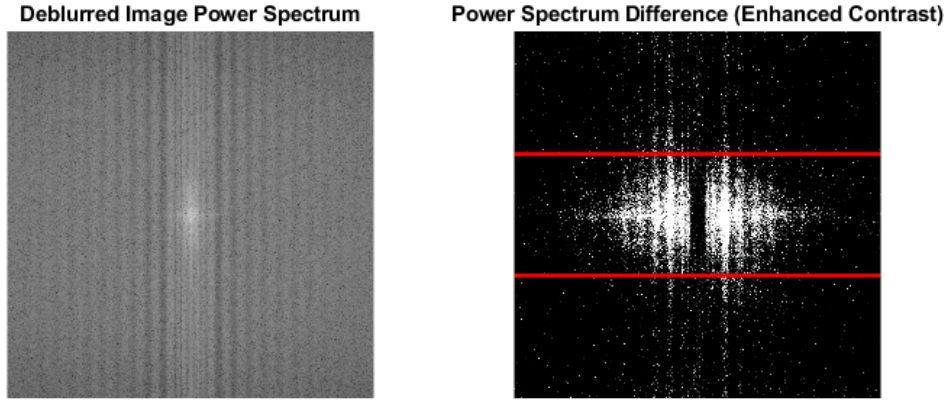 Deblurred Image Power Spectrum
Power Spectrum Difference (Enhanced Contrast)